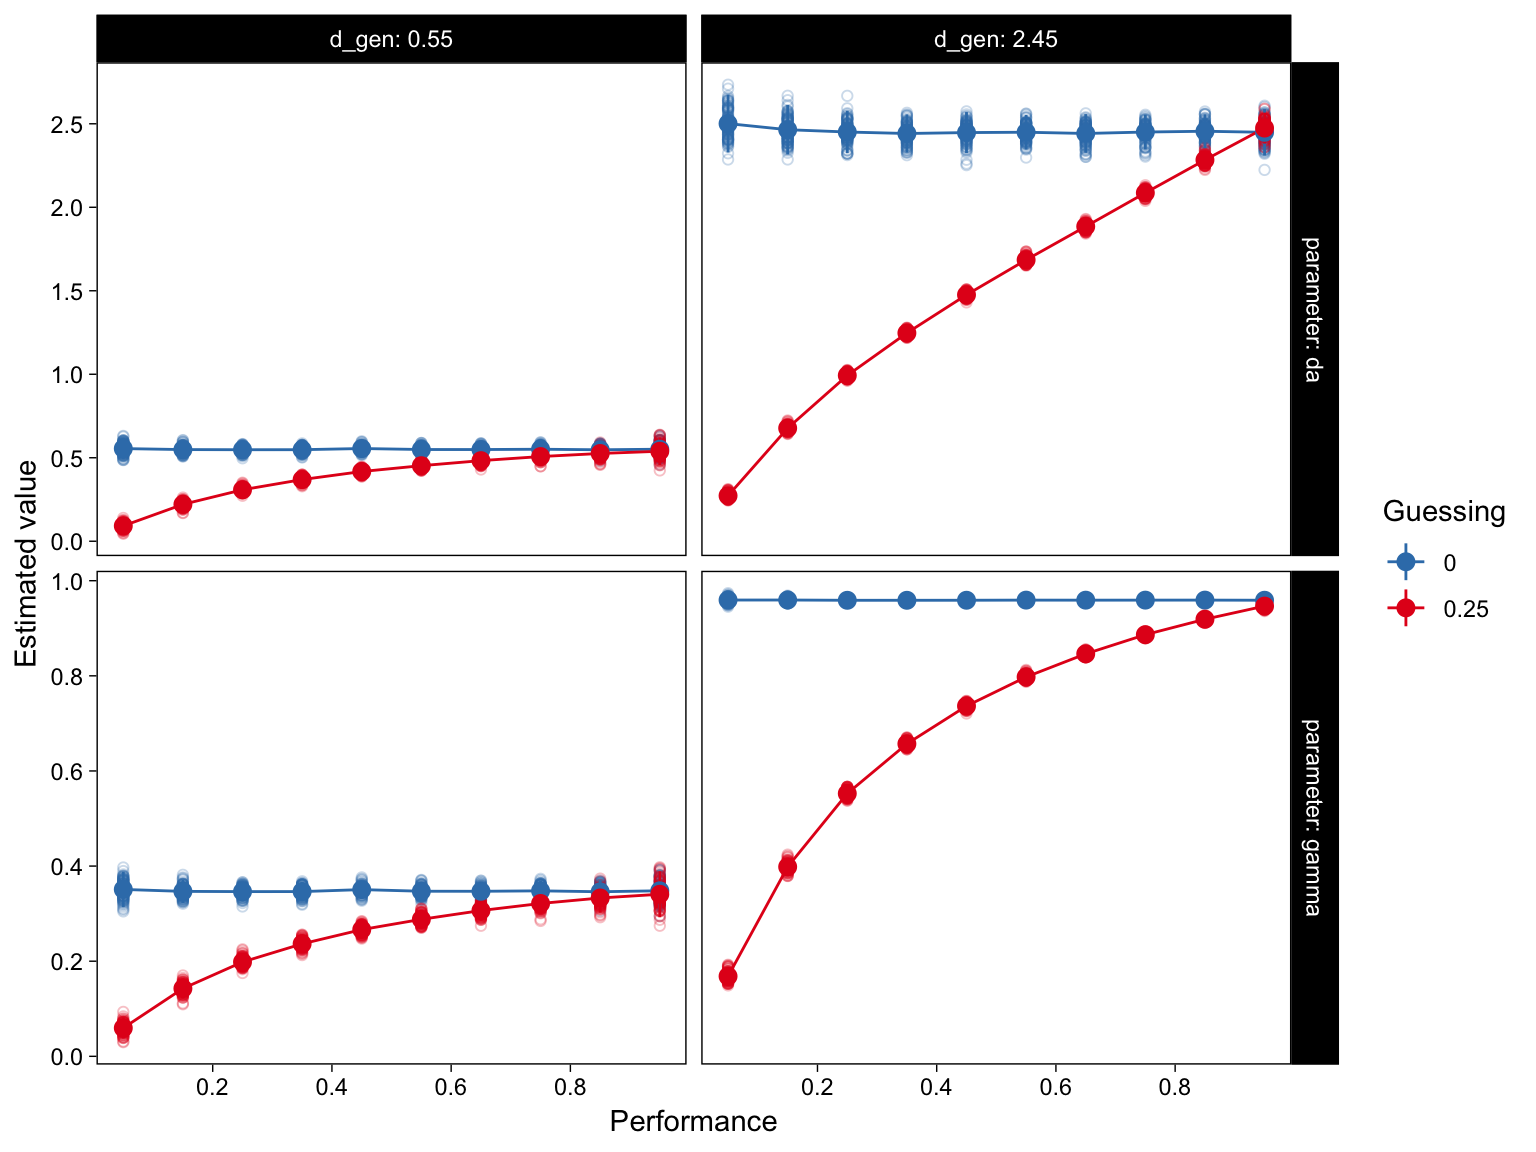 d_gen: 0.55
d_gen: 2.45
2.5
2.0
1.5
1.0
0.5
0.0
parameter: da
1.0
0.8
0.6
0.4
0.2
0.0
parameter: gamma
Estimated value
0.2 0.4 0.6 0.8
0.2 0.4 0.6 0.8
Performance
Guessing
0
0.25